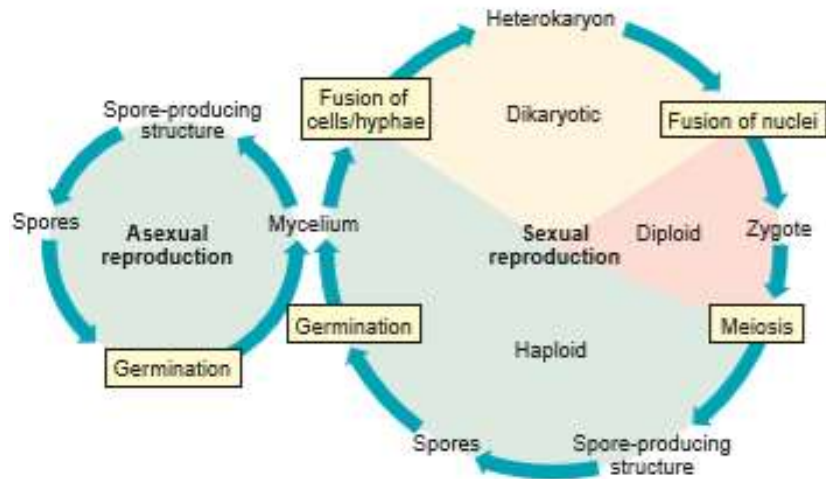 Heterokaryon
Fusion of
cells/hyphae
Dikaryotic
Fusion of nuclei
Spore-producing
structure
Spores
Asexual
reproduction
Mycelium
Sexual
reproduction
Diploid
Zygote
Germination
Germination
Haploid
Meiosis
Spores
Spore-producing
structure